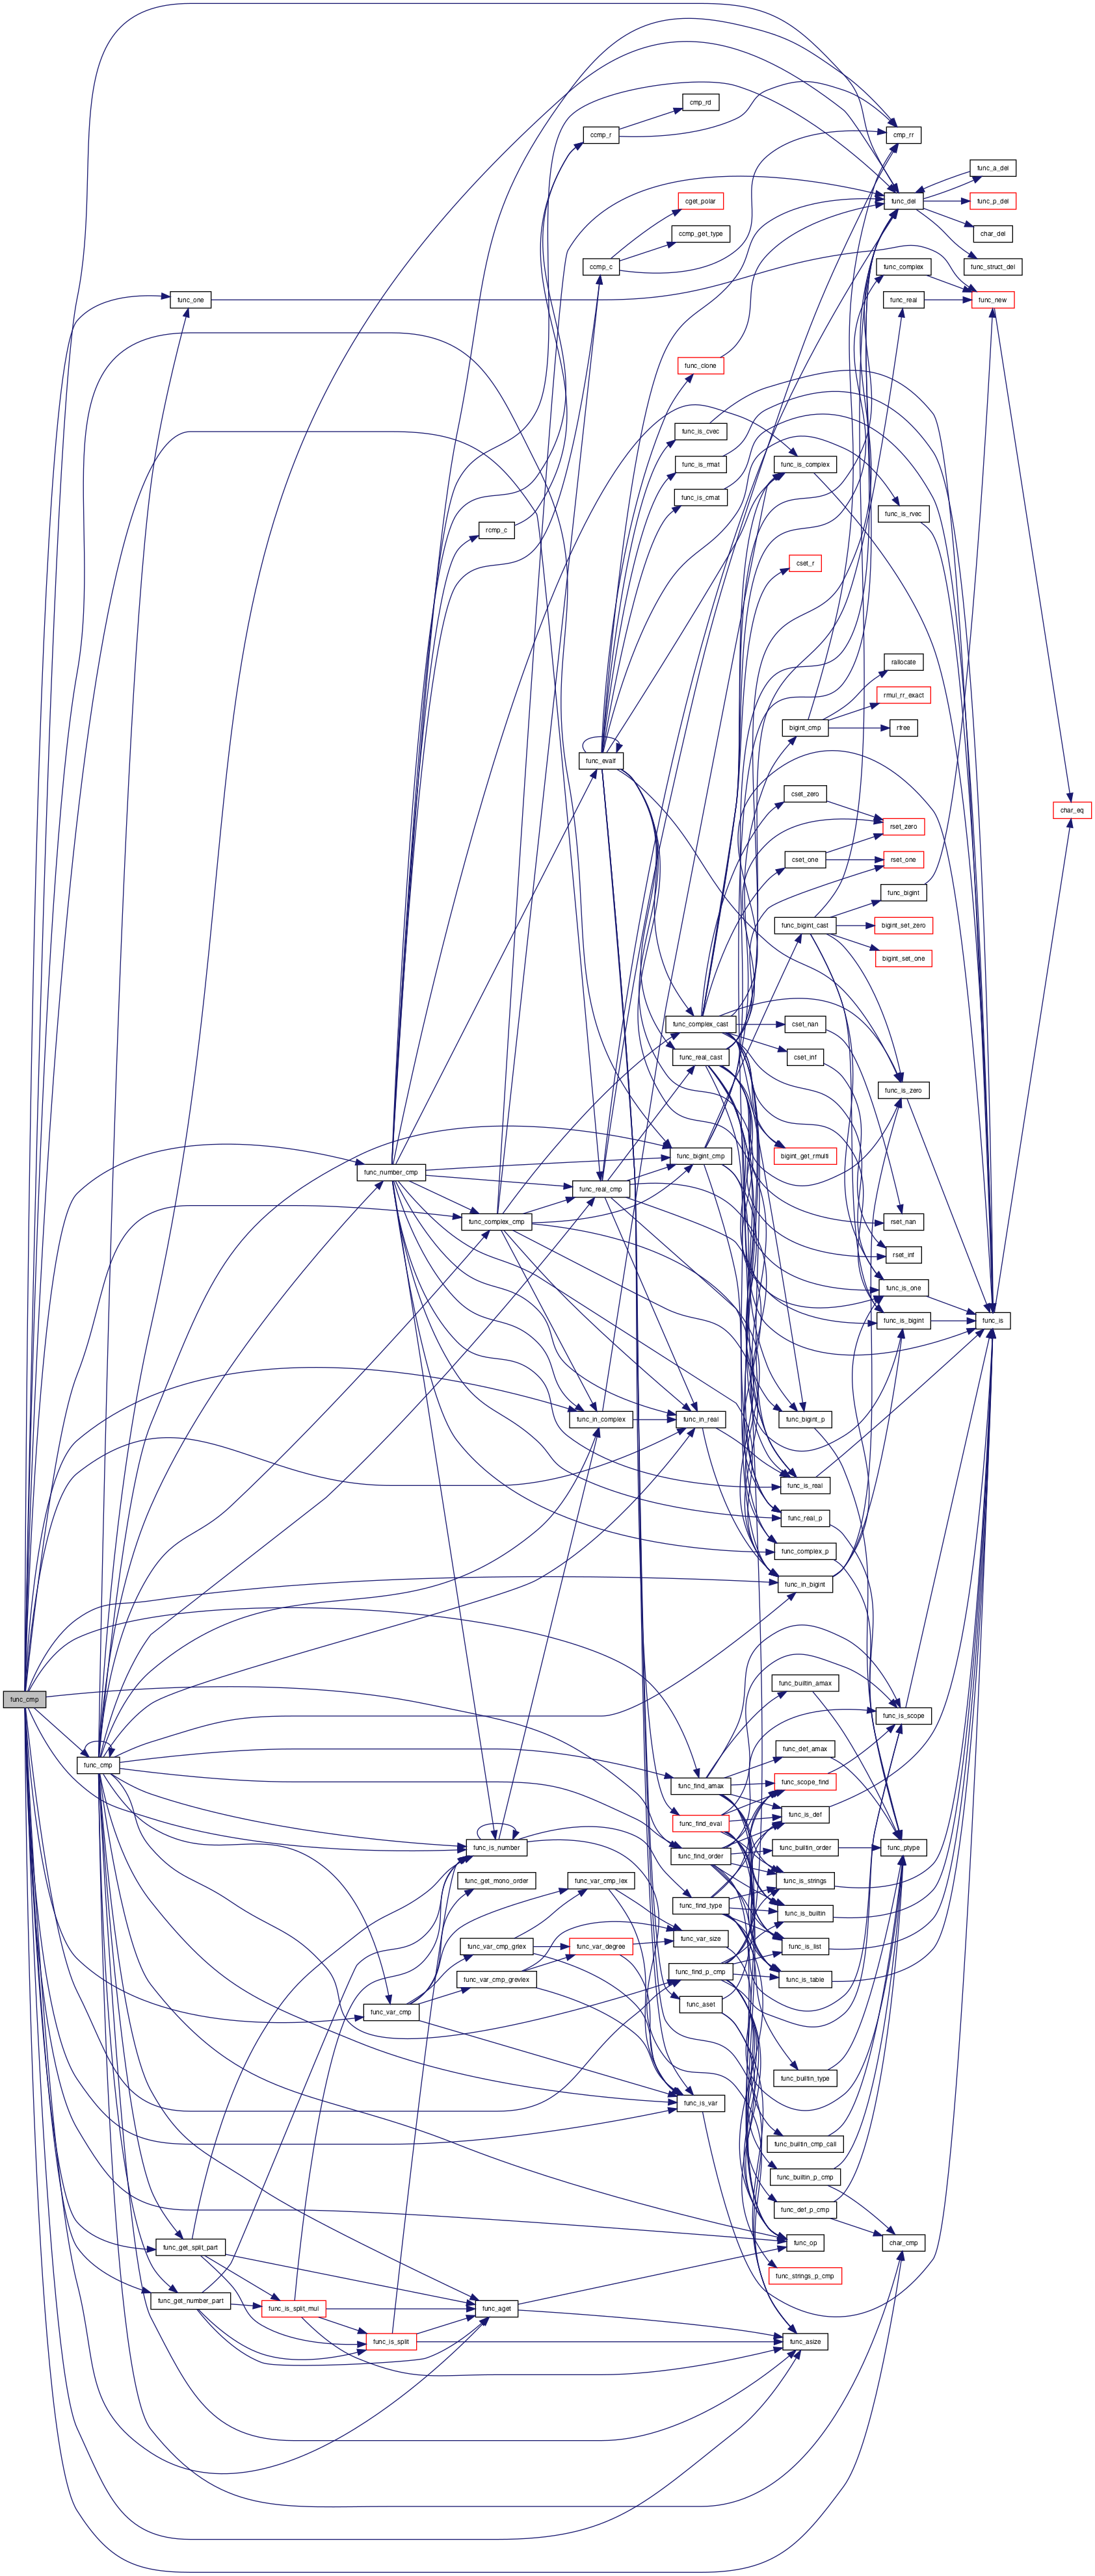 cmp_rd
ccmp_r
cmp_rr
func_a_del
cget_polar
func_del
func_p_del
ccmp_get_type
char_del
ccmp_c
func_complex
func_struct_del
func_one
func_real
func_new
func_clone
func_is_cvec
func_is_rmat
func_is_complex
func_is_cmat
func_is_rvec
rcmp_c
cset_r
rallocate
rmul_rr_exact
bigint_cmp
rfree
func_evalf
cset_zero
char_eq
rset_zero
cset_one
rset_one
func_bigint
func_bigint_cast
bigint_set_zero
bigint_set_one
func_complex_cast
cset_nan
func_real_cast
cset_inf
func_is_zero
func_bigint_cmp
bigint_get_rmulti
func_number_cmp
func_real_cmp
func_complex_cmp
rset_nan
rset_inf
func_is_one
func_is_bigint
func_is
func_in_complex
func_in_real
func_bigint_p
func_is_real
func_real_p
func_complex_p
func_in_bigint
func_builtin_amax
func_cmp
func_is_scope
func_def_amax
func_cmp
func_find_amax
func_scope_find
func_find_eval
func_is_def
func_is_number
func_find_order
func_builtin_order
func_ptype
func_get_mono_order
func_var_cmp_lex
func_is_strings
func_find_type
func_is_builtin
func_var_size
func_var_cmp_grlex
func_var_degree
func_is_list
func_var_cmp_grevlex
func_find_p_cmp
func_is_table
func_aset
func_var_cmp
func_builtin_type
func_is_var
func_builtin_cmp_call
func_builtin_p_cmp
func_def_p_cmp
func_get_split_part
func_op
char_cmp
func_strings_p_cmp
func_get_number_part
func_is_split_mul
func_aget
func_is_split
func_asize